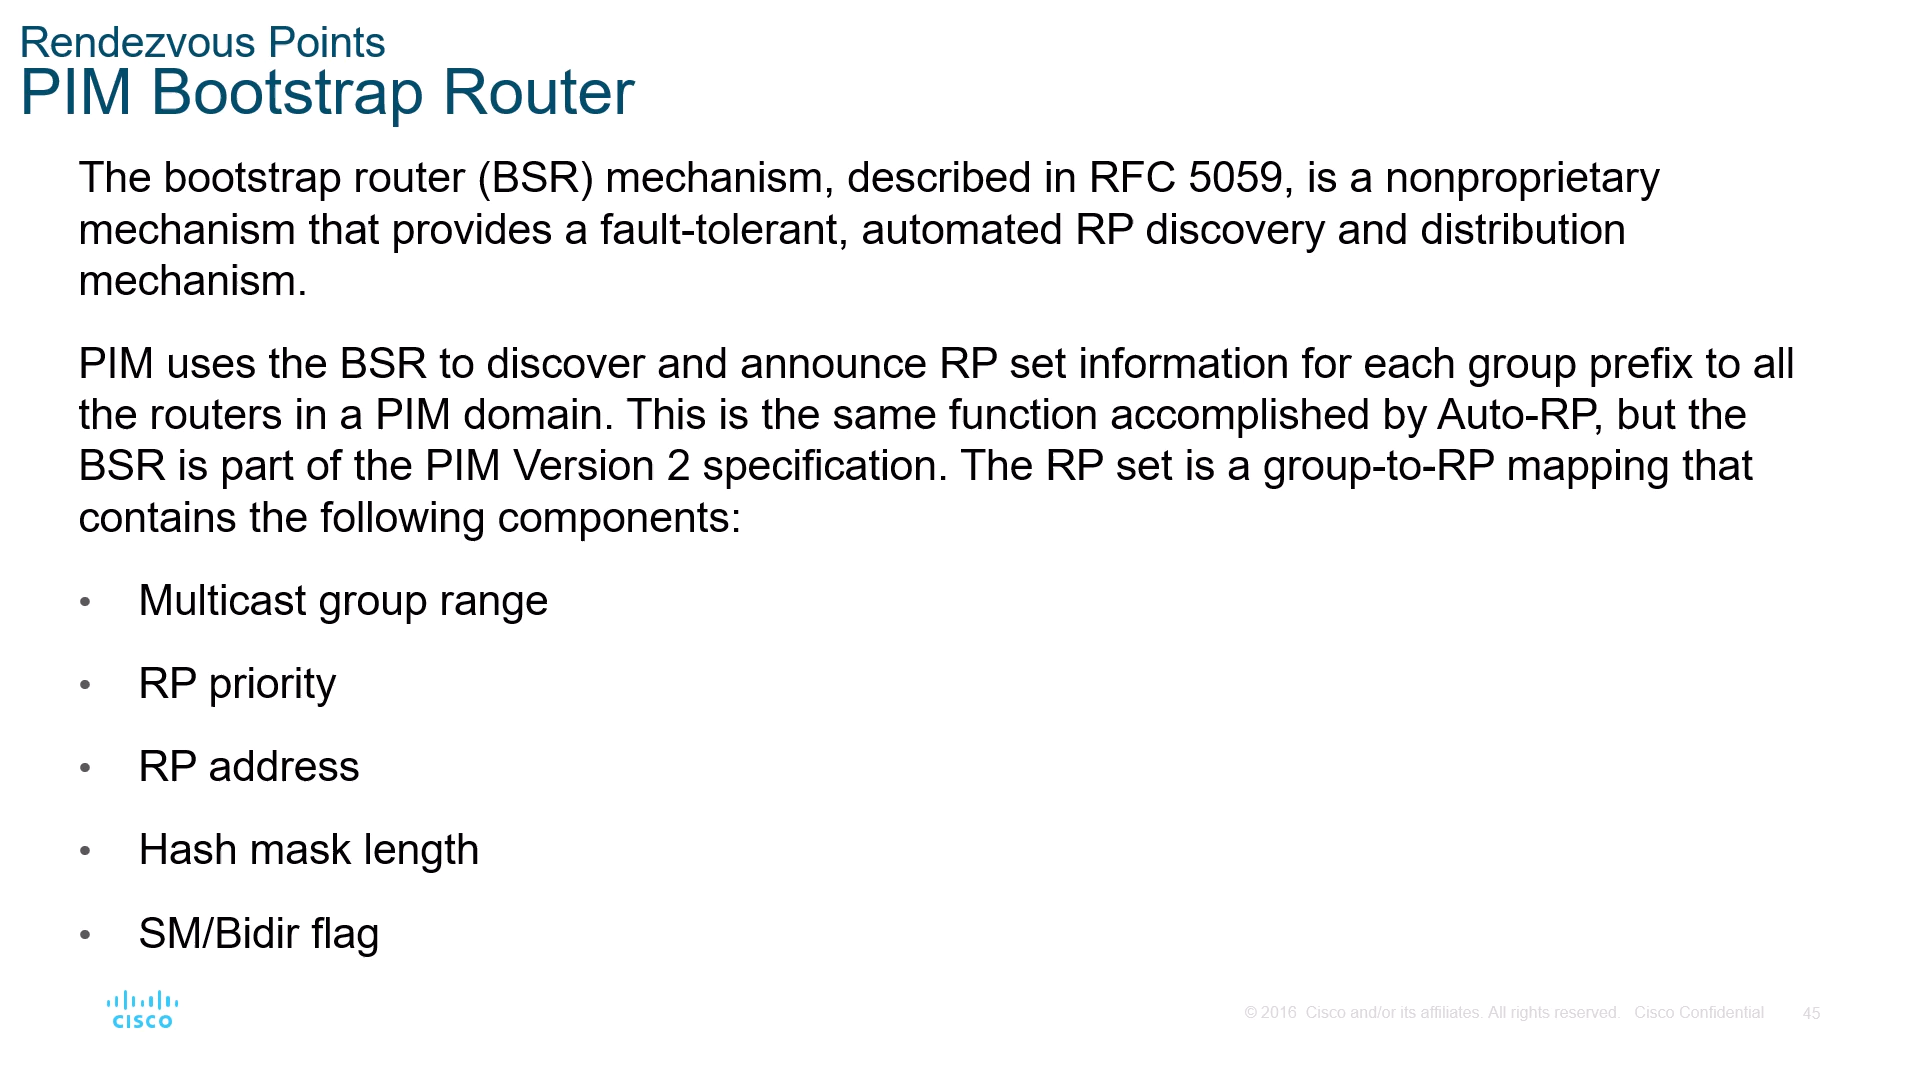 Rendezvous Points
PIM Bootstrap Router
The bootstrap router (BSR) mechanism, described in RFC 5059, is a nonproprietary
mechanism that provides a fault-tolerant, automated RP discovery and distribution
mechanism.
PIM uses the BSR to discover and announce RP set information for each group prefix to all
the routers in a PIM domain. This is the same function accomplished by Auto-RP, but the
BSR is part of the PIM Version 2 specification. The RP set is a group-to-RP mapping that
contains the following components:
• Multicast group range
• RP priority
• RP address
• Hash mask length
• SM/Bidir flag
CISCO
© 2016 Cisco and/or its affiliates. All rights reserved. Cisco Confidential 45